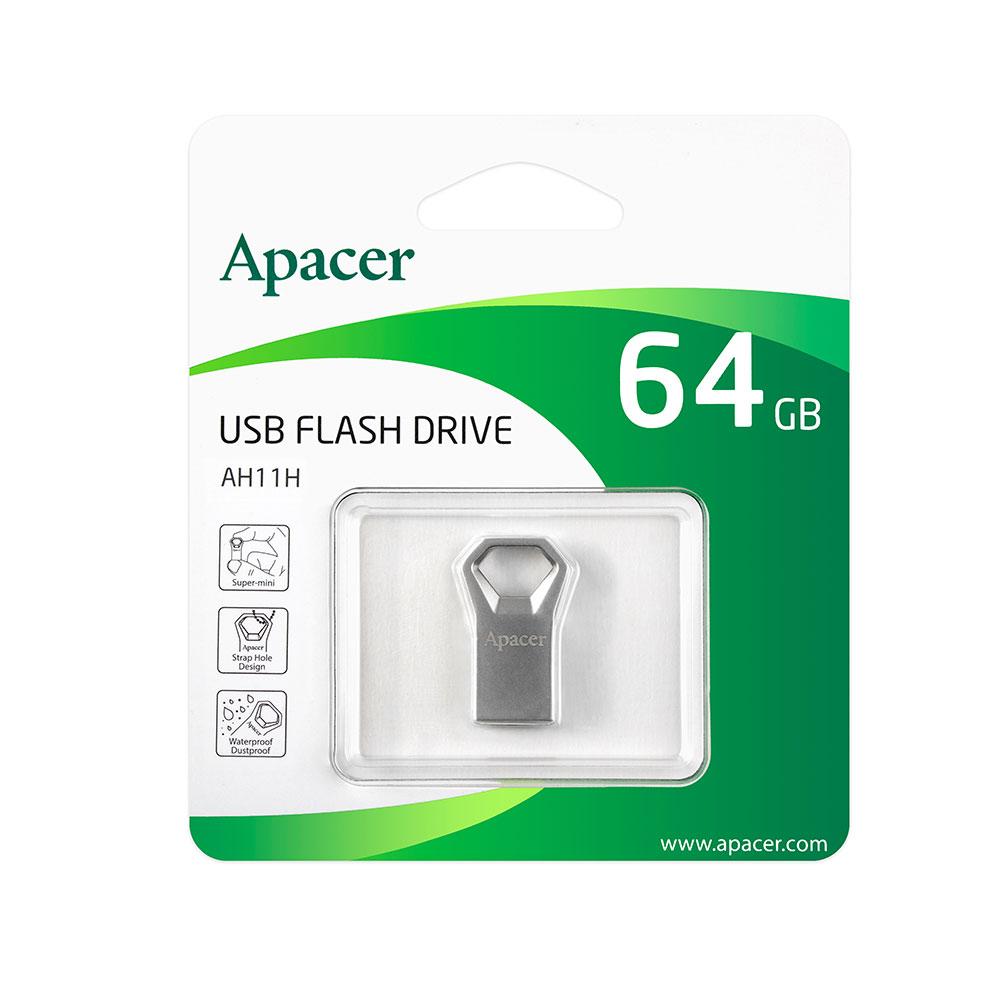 Apacer
64 GB
USB FLASH DRIVE
AH11H
Super-mini
Apacer
Apacer
Strap Hole
Design
Apacer
Waterproof
Dustproof
www.apacer.com